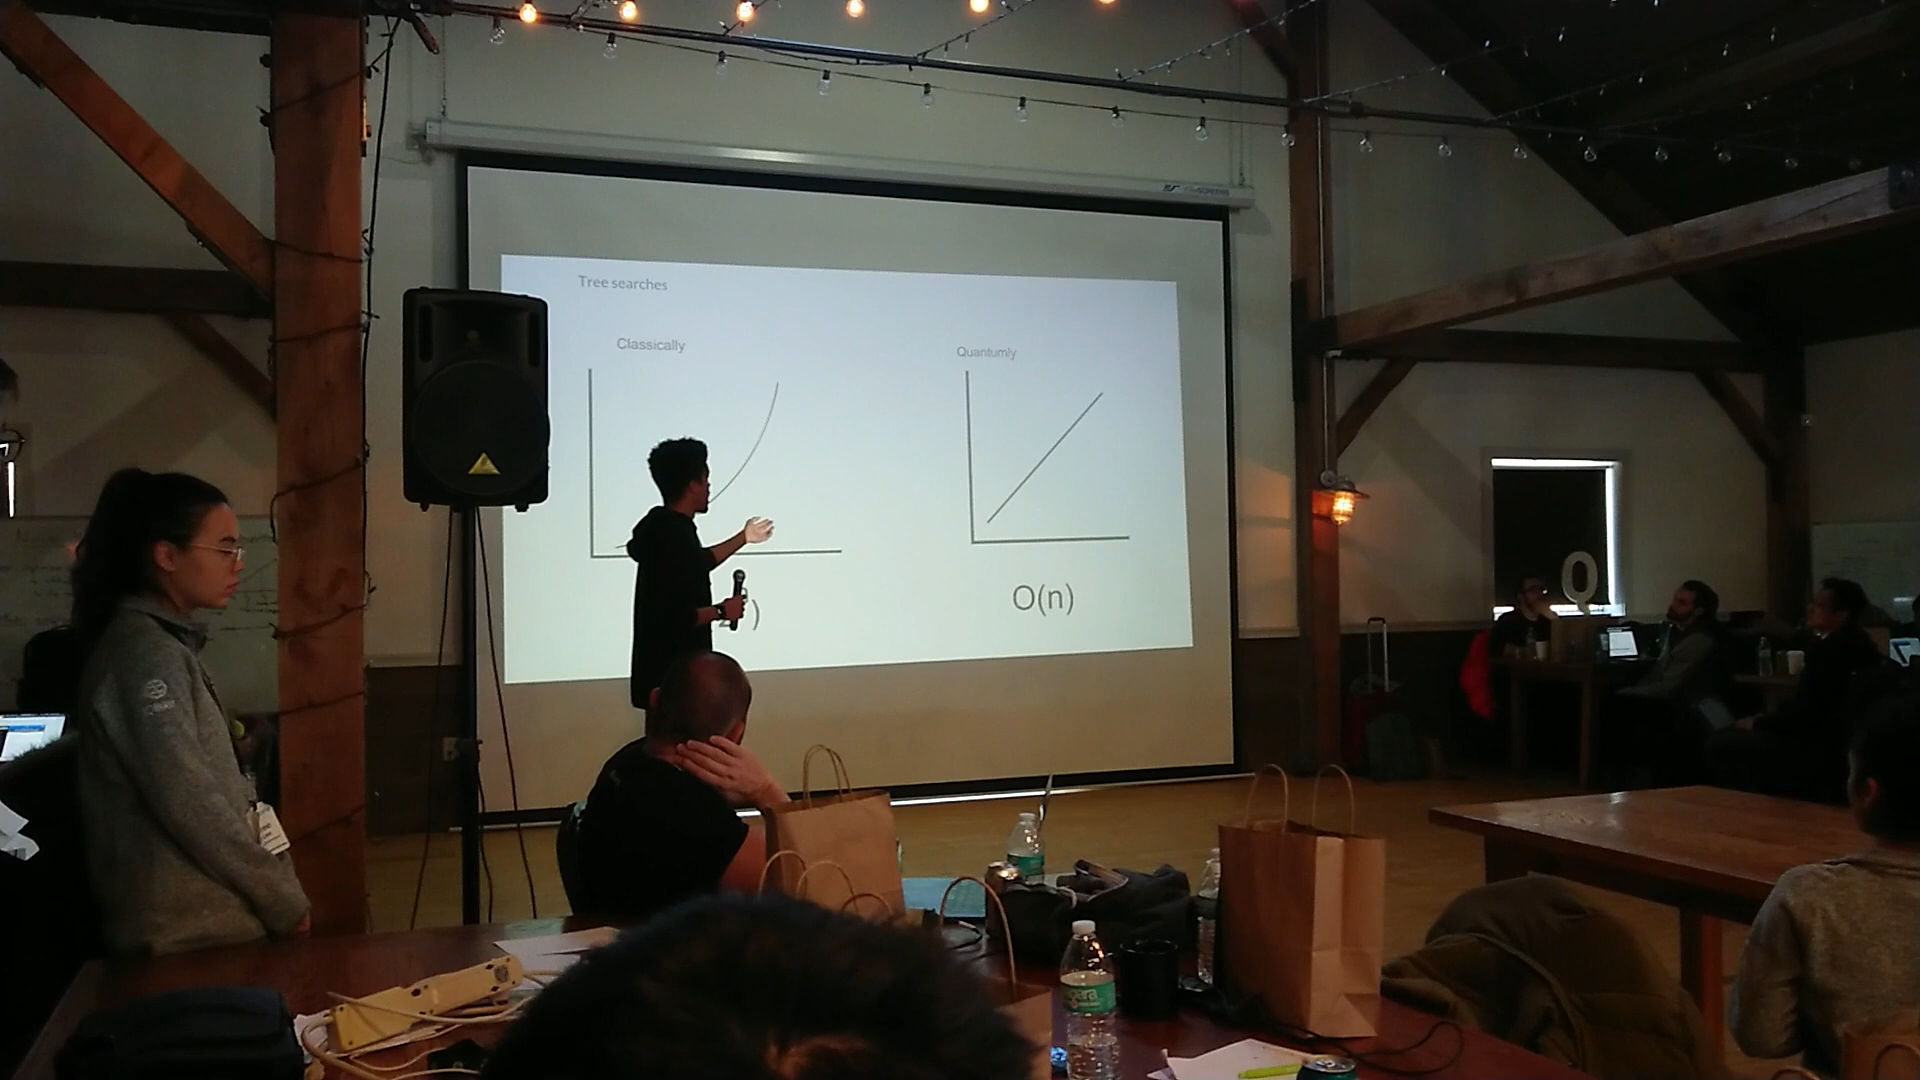 Tree searches
Classically
Quantumly
O(n)
Q